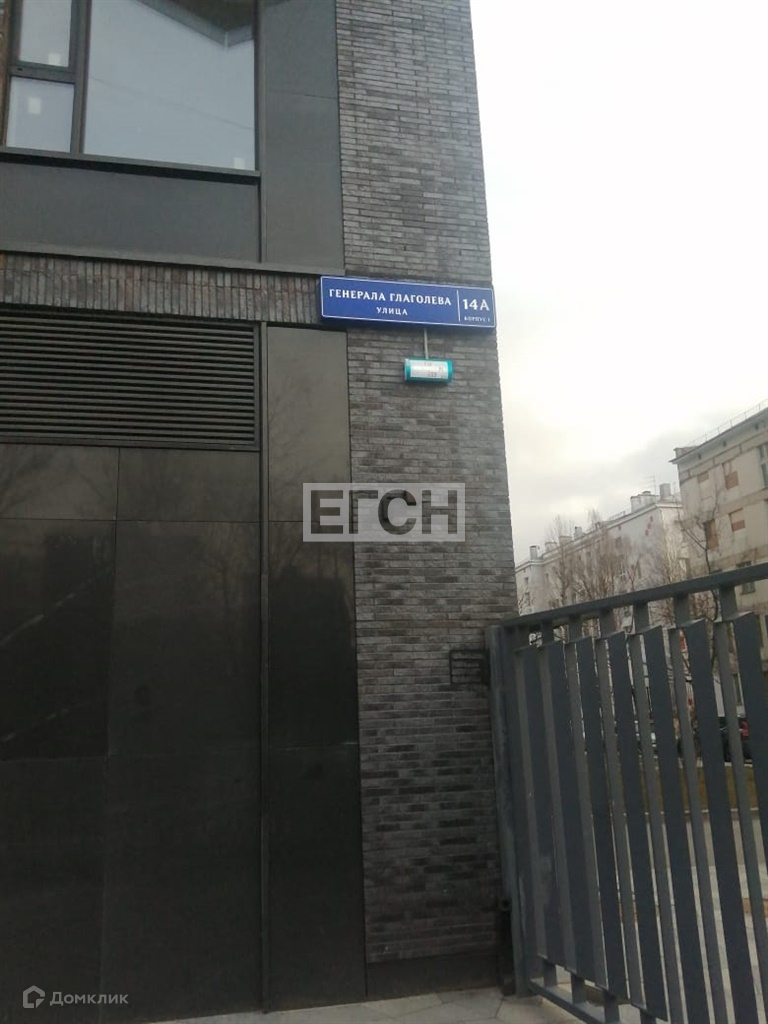 ГЕНЕРАЛА ГЛАГОЛЕВА
УЛИЦА
14А
КОРПУС 1
ЕГСН
Домклик